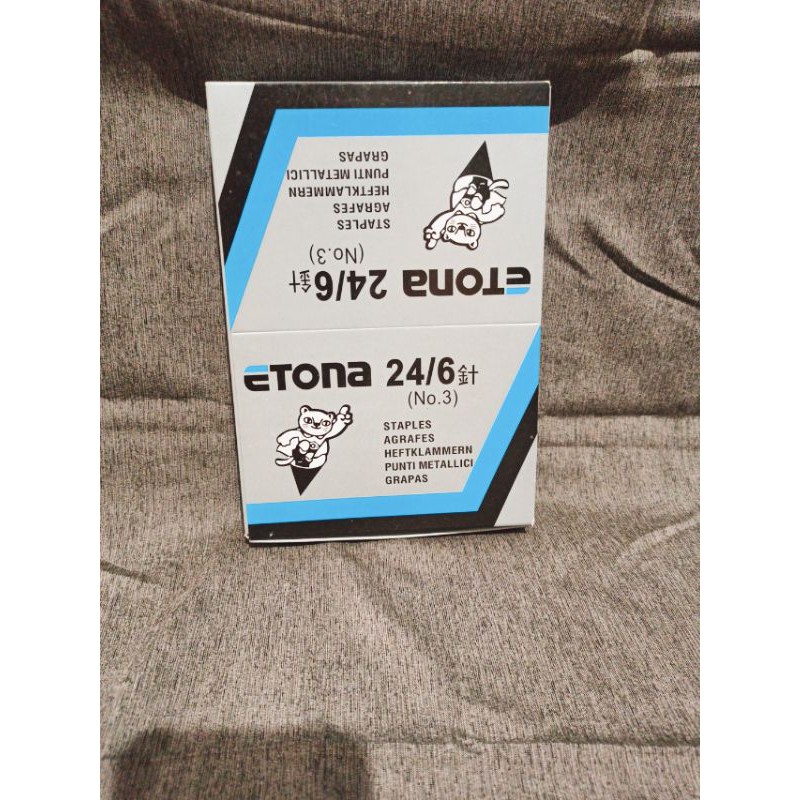 GRAPAS
PUNTI METALLICI
HEFTKLAMMERN
AGRAFES
STAPLES
(No.3)
ETONA 24/6針
ETONA 24/6針
(No.3)
STAPLES
AGRAFES
HEFTKLAMMERN
PUNTI METALLICI
GRAPAS